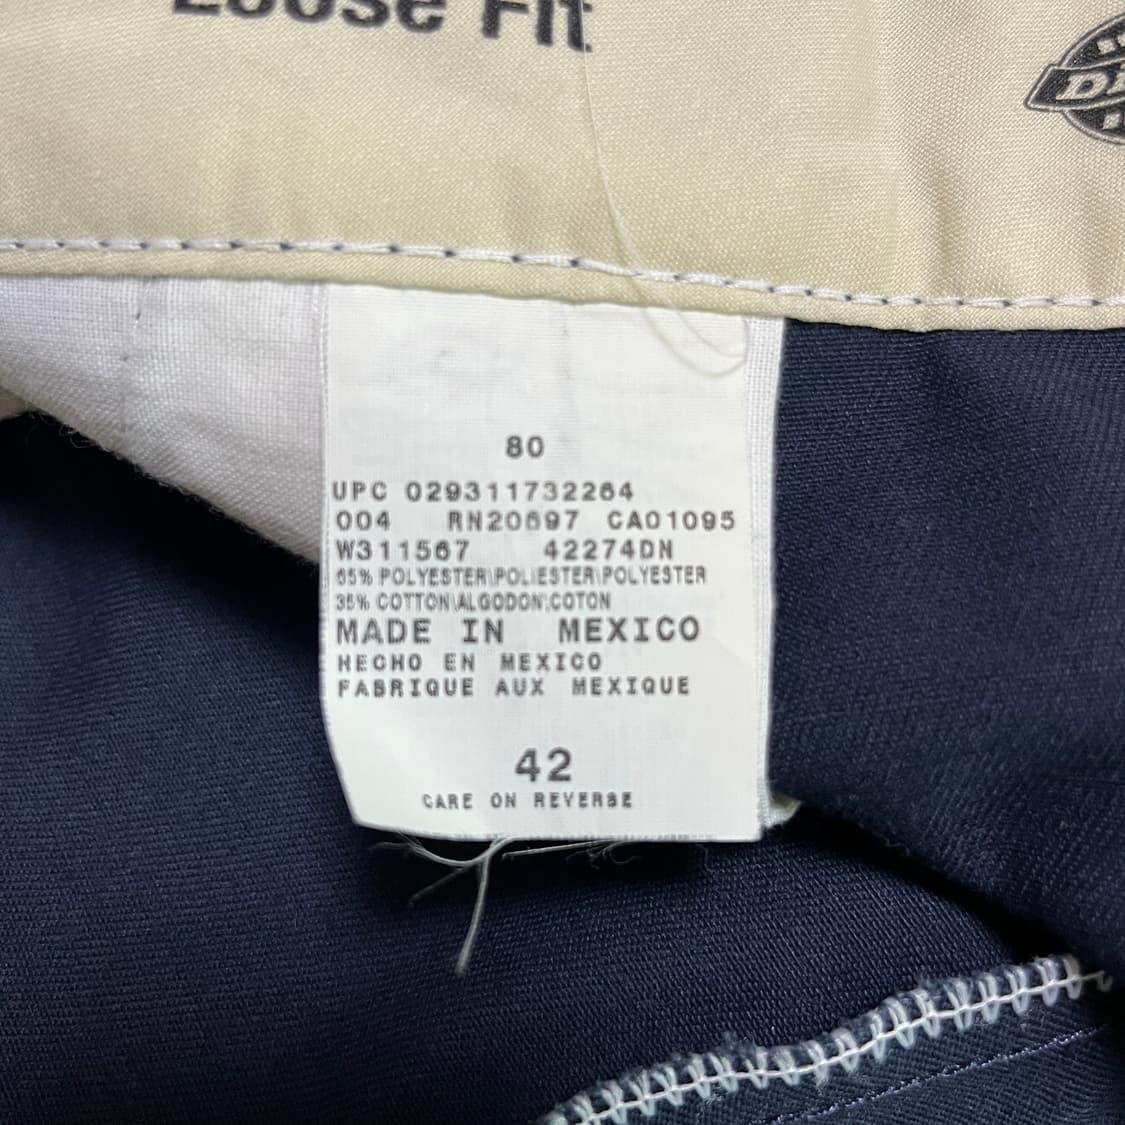 Loose Fit
80
UPC 029311732264
004 RN20697 CA01095
W311567 42274DN
65% POLYESTER\POLIESTER\POLYESTER
35% COTTON\ALGODON\COTON
MADE IN MEXICO
HECHO EN MEXICO
FABRIQUE AUX MEXIQUE
42
CARE ON REVERSE